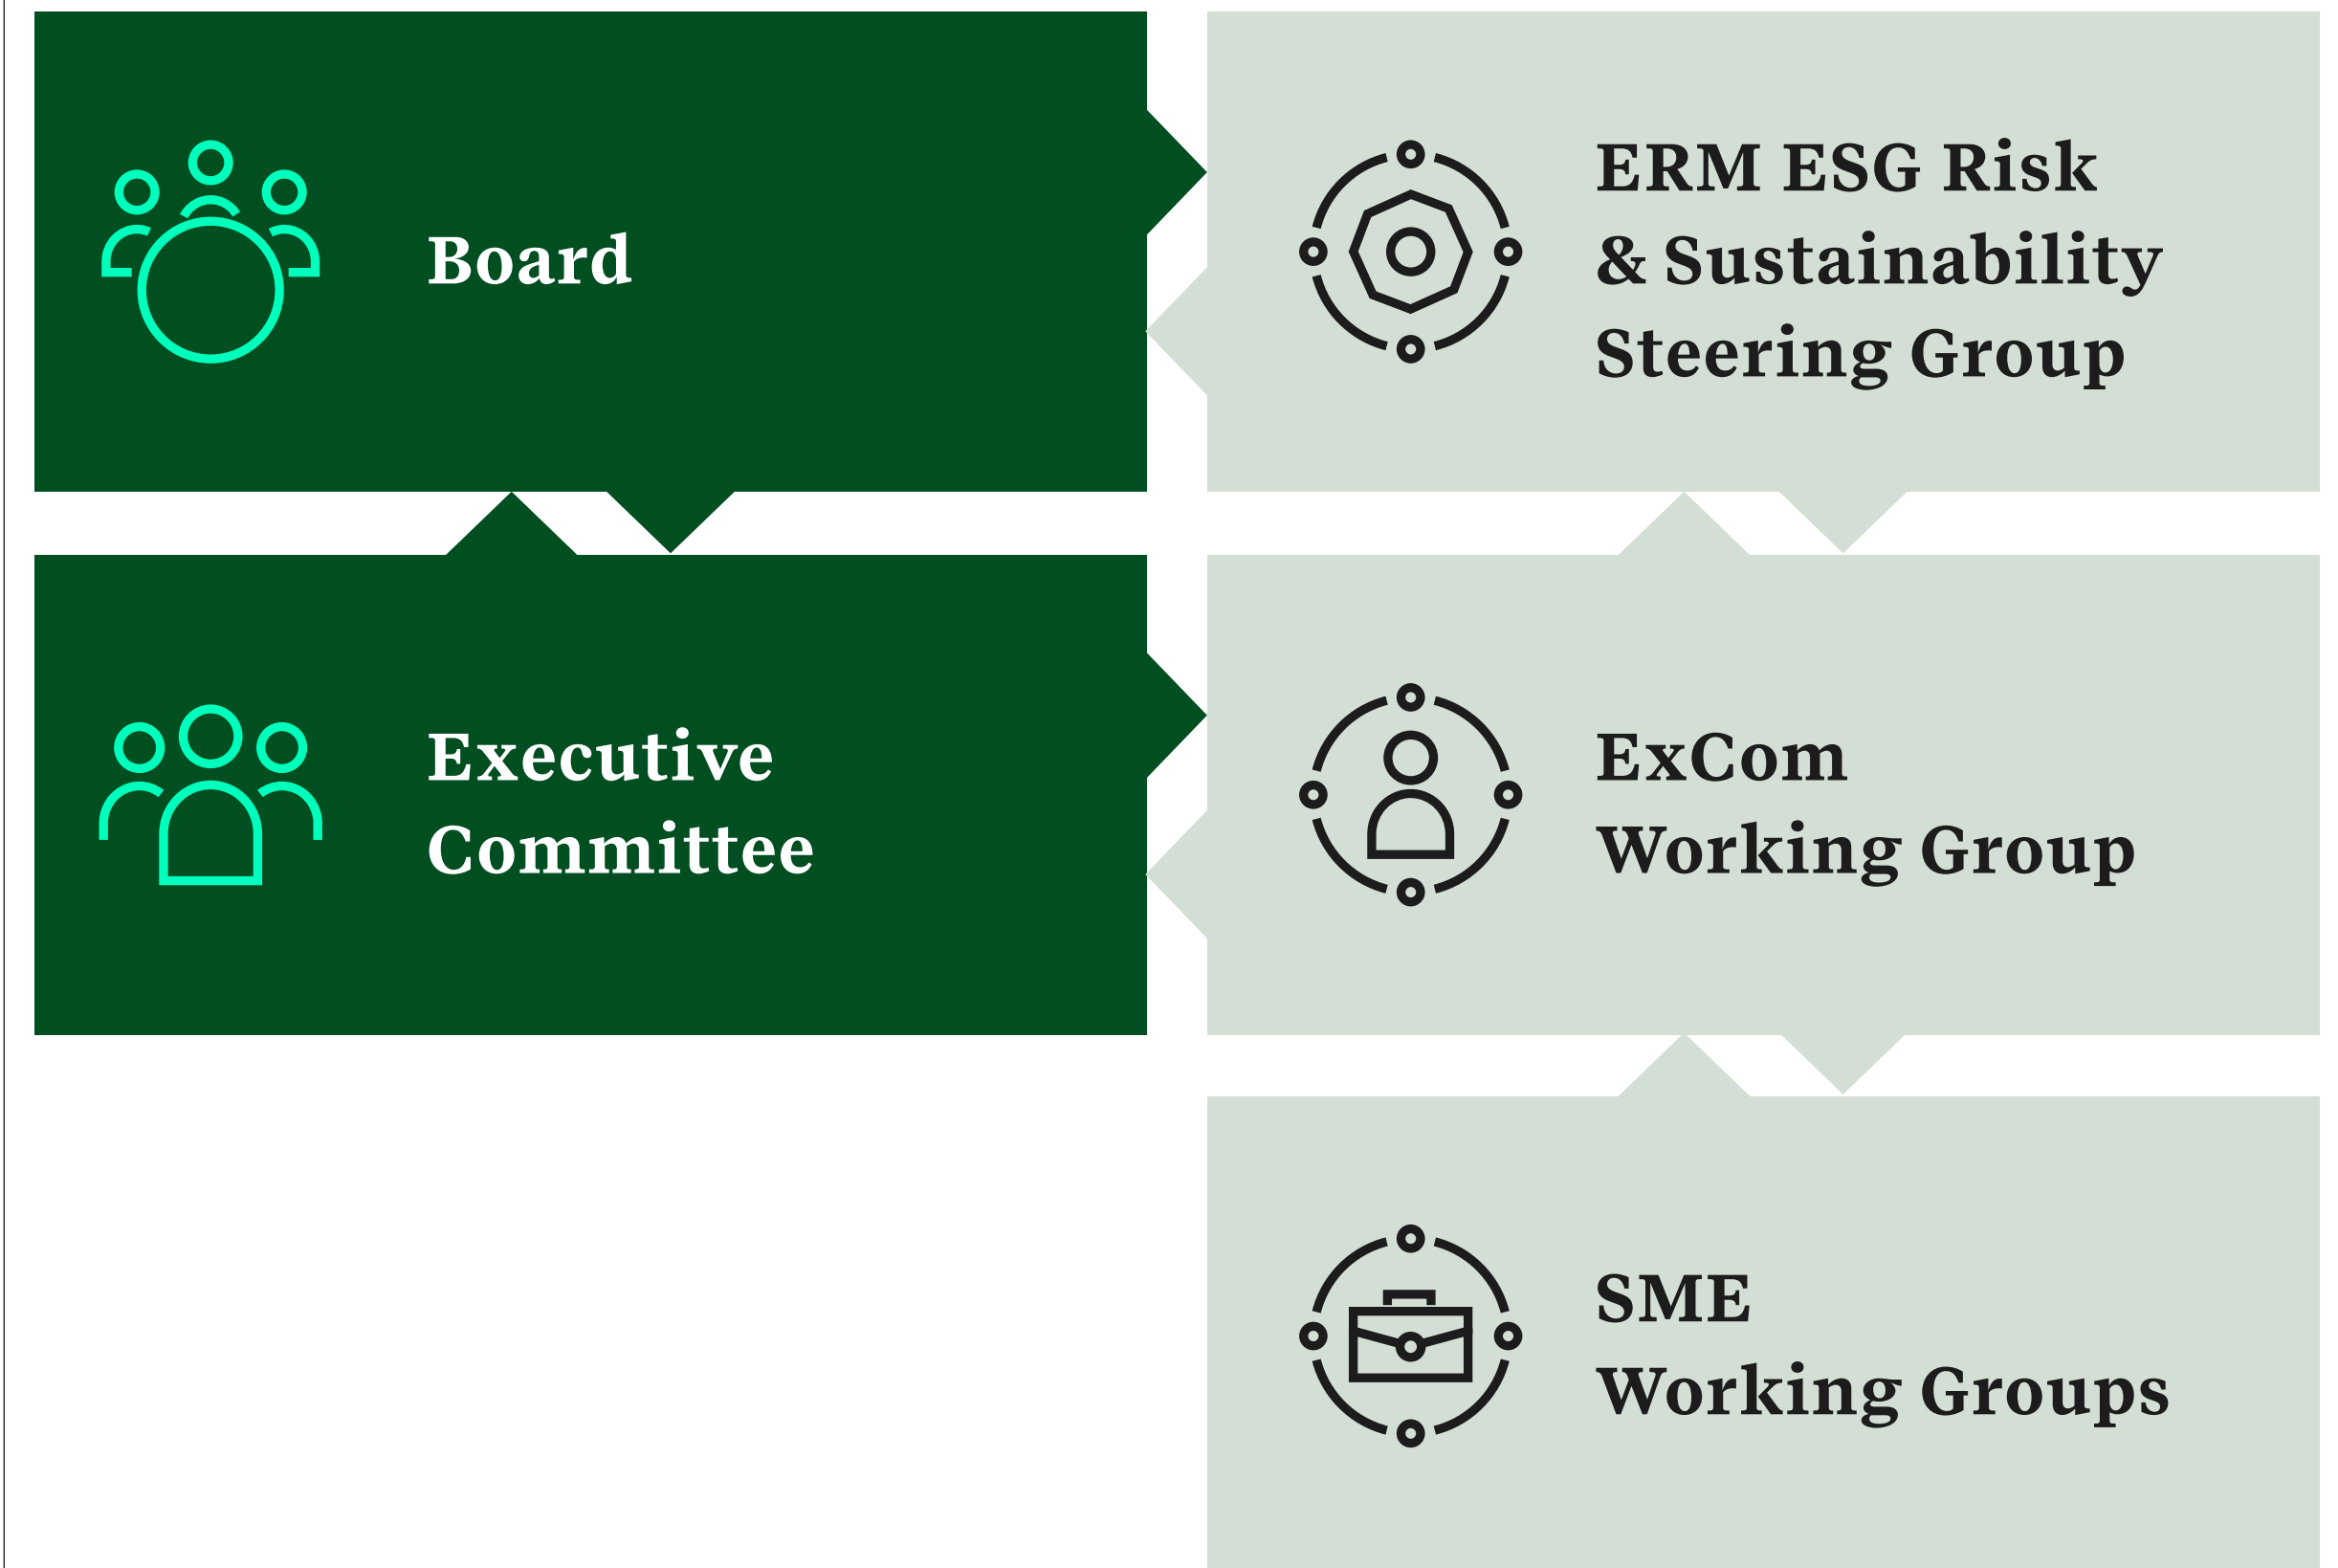 Board
ERM ESG Risk
& Sustainability
Steering Group
Executive
Committee
ExCom
Working Group
SME
Working Groups